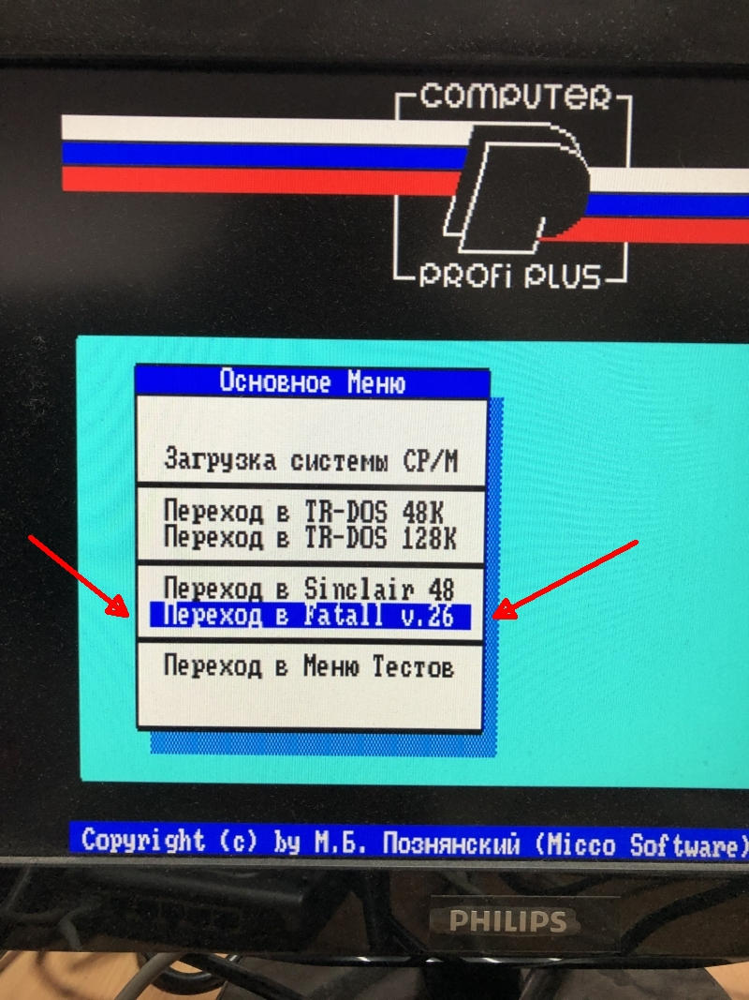 COMPUTER
PROFI PLUS
Основное Меню
Загрузка системы CP/M
Переход в TR-DOS 48K
Переход в TR-DOS 128K
Переход в Sinclair 48
Переход в Fatall v.26
Переход в Меню Тестов
Copyright (c) by М.Б. Познянский (Micco Software)
PHILIPS